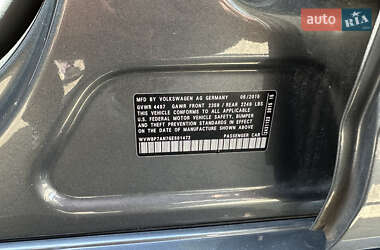 auto RIA
MFD BY VOLKSWAGEN AG GERMANY 06/2015
GVWR 4497 GAWR FRONT 2359 / REAR 2249 LBS
THIS VEHICLE CONFORMS TO ALL APPLICABLE
U.S. FEDERAL MOTOR VEHICLE SAFETY, BUMPER
AND THEFT PREVENTION STANDARDS IN EFFECT ON
THE DATE OF MANUFACTURE SHOWN ABOVE
PASSENGER CAR